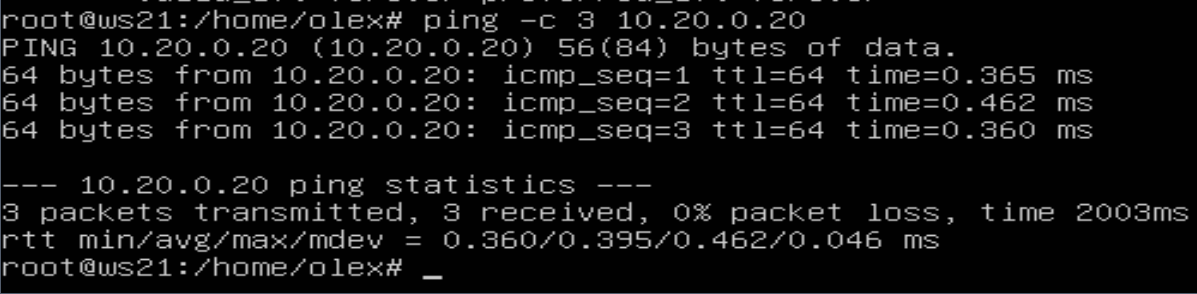 root@ws21:/home/olex# ping -c 3 10.20.0.20
PING 10.20.0.20 (10.20.0.20) 56(84) bytes of data.
64 bytes from 10.20.0.20: icmp_seq=1 ttl=64 time=0.365 ms
64 bytes from 10.20.0.20: icmp_seq=2 ttl=64 time=0.462 ms
64 bytes from 10.20.0.20: icmp_seq=3 ttl=64 time=0.360 ms
--- 10.20.0.20 ping statistics ---
3 packets transmitted, 3 received, 0% packet loss, time 2003ms
rtt min/avg/max/mdev = 0.360/0.395/0.462/0.046 ms
root@ws21:/home/olex# _